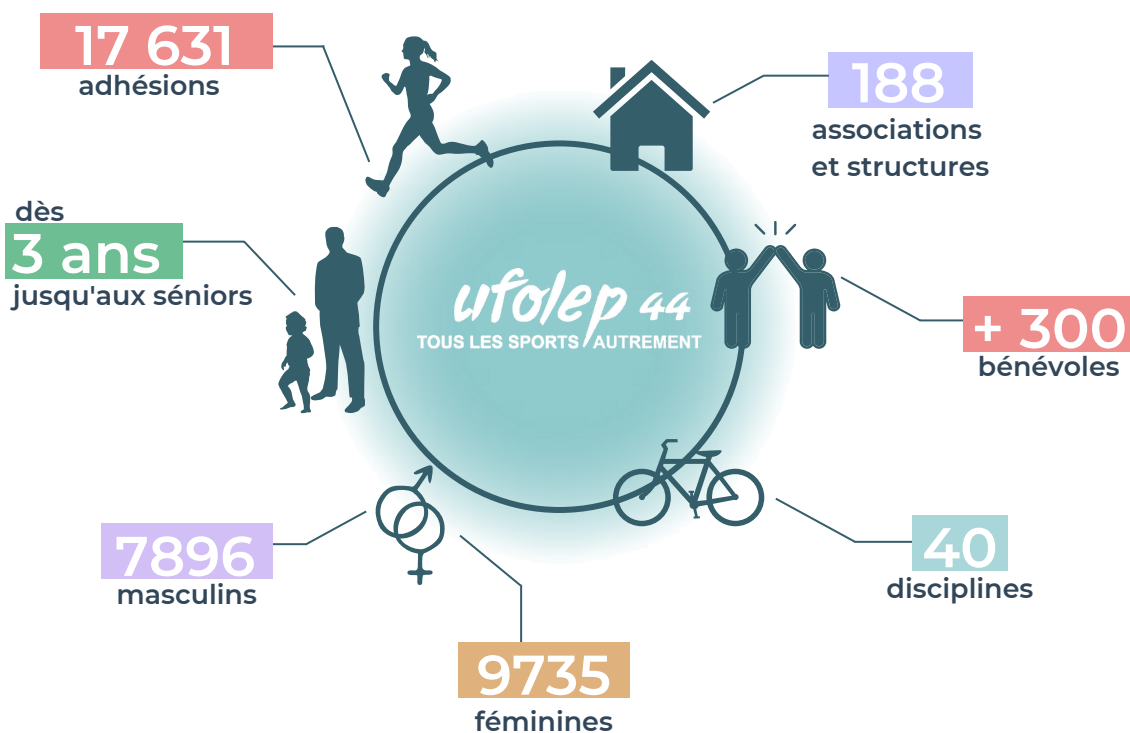 17 631
adhésions
188
associations
et structures
dès
3 ans
jusqu'aux séniors
ufolep 44
TOUS LES SPORTS AUTREMENT
+ 300
bénévoles
7896
masculins
40
disciplines
9735
féminines